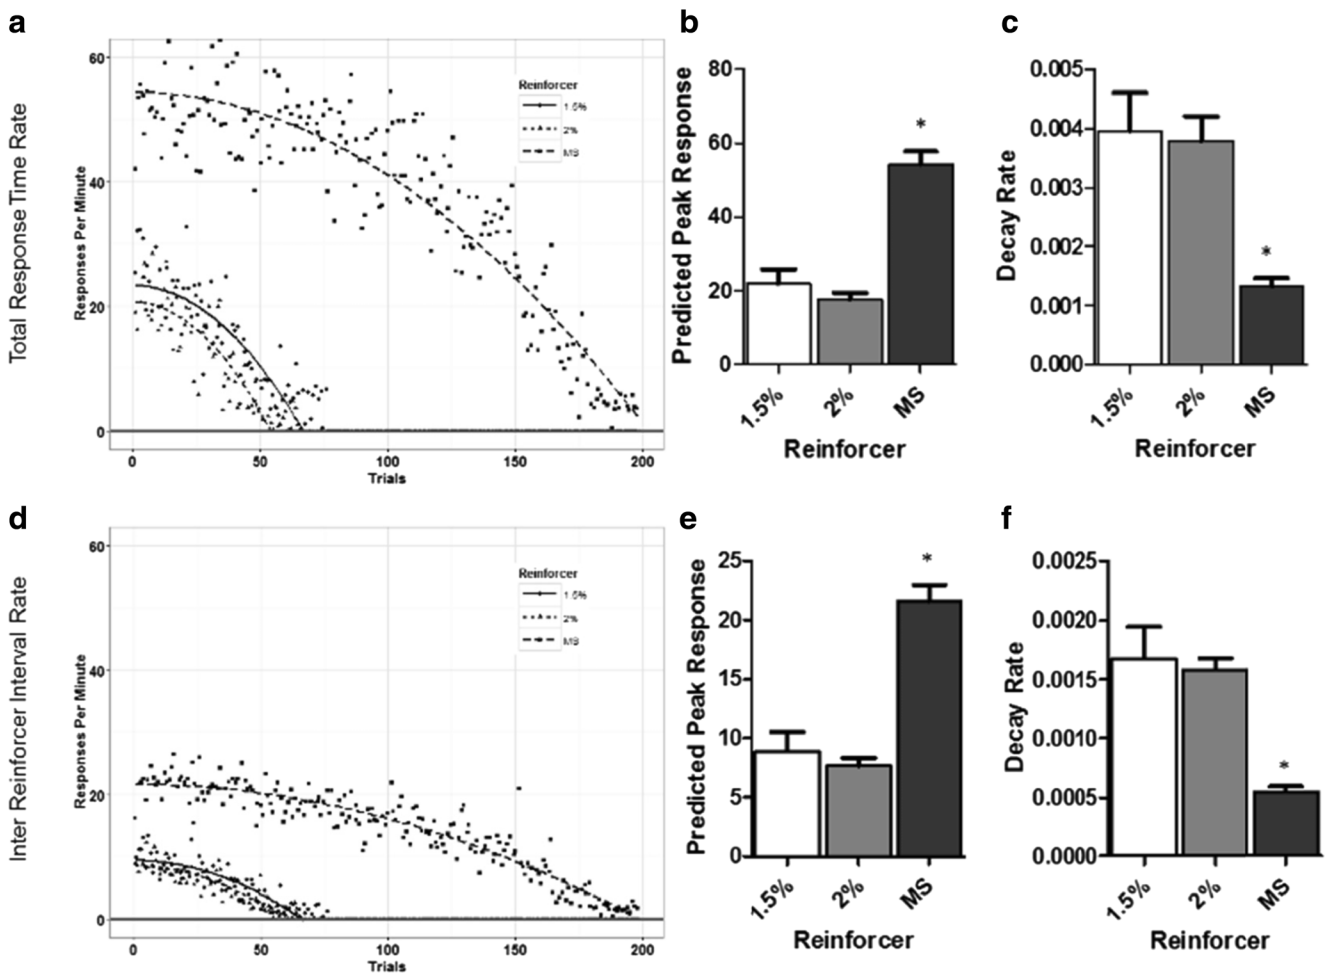 a
Total Response Time Rate
Responses Per Minute
60
40
20
0
0 50 100 150 200
Trials
Reinforcer
1.5%
2%
MS
b
Predicted Peak Response
80
60
40
20
0
*
1.5% 2% MS
Reinforcer
c
Decay Rate
0.005
0.004
0.003
0.002
0.001
0.000
*
1.5% 2% MS
Reinforcer
d
Inter Reinforcer Interval Rate
Responses Per Minute
60
40
20
0
0 50 100 150 200
Trials
Reinforcer
1.5%
2%
MS
e
Predicted Peak Response
25
20
15
10
5
0
*
1.5% 2% MS
Reinforcer
f
Decay Rate
0.0025
0.0020
0.0015
0.0010
0.0005
0.0000
*
1.5% 2% MS
Reinforcer